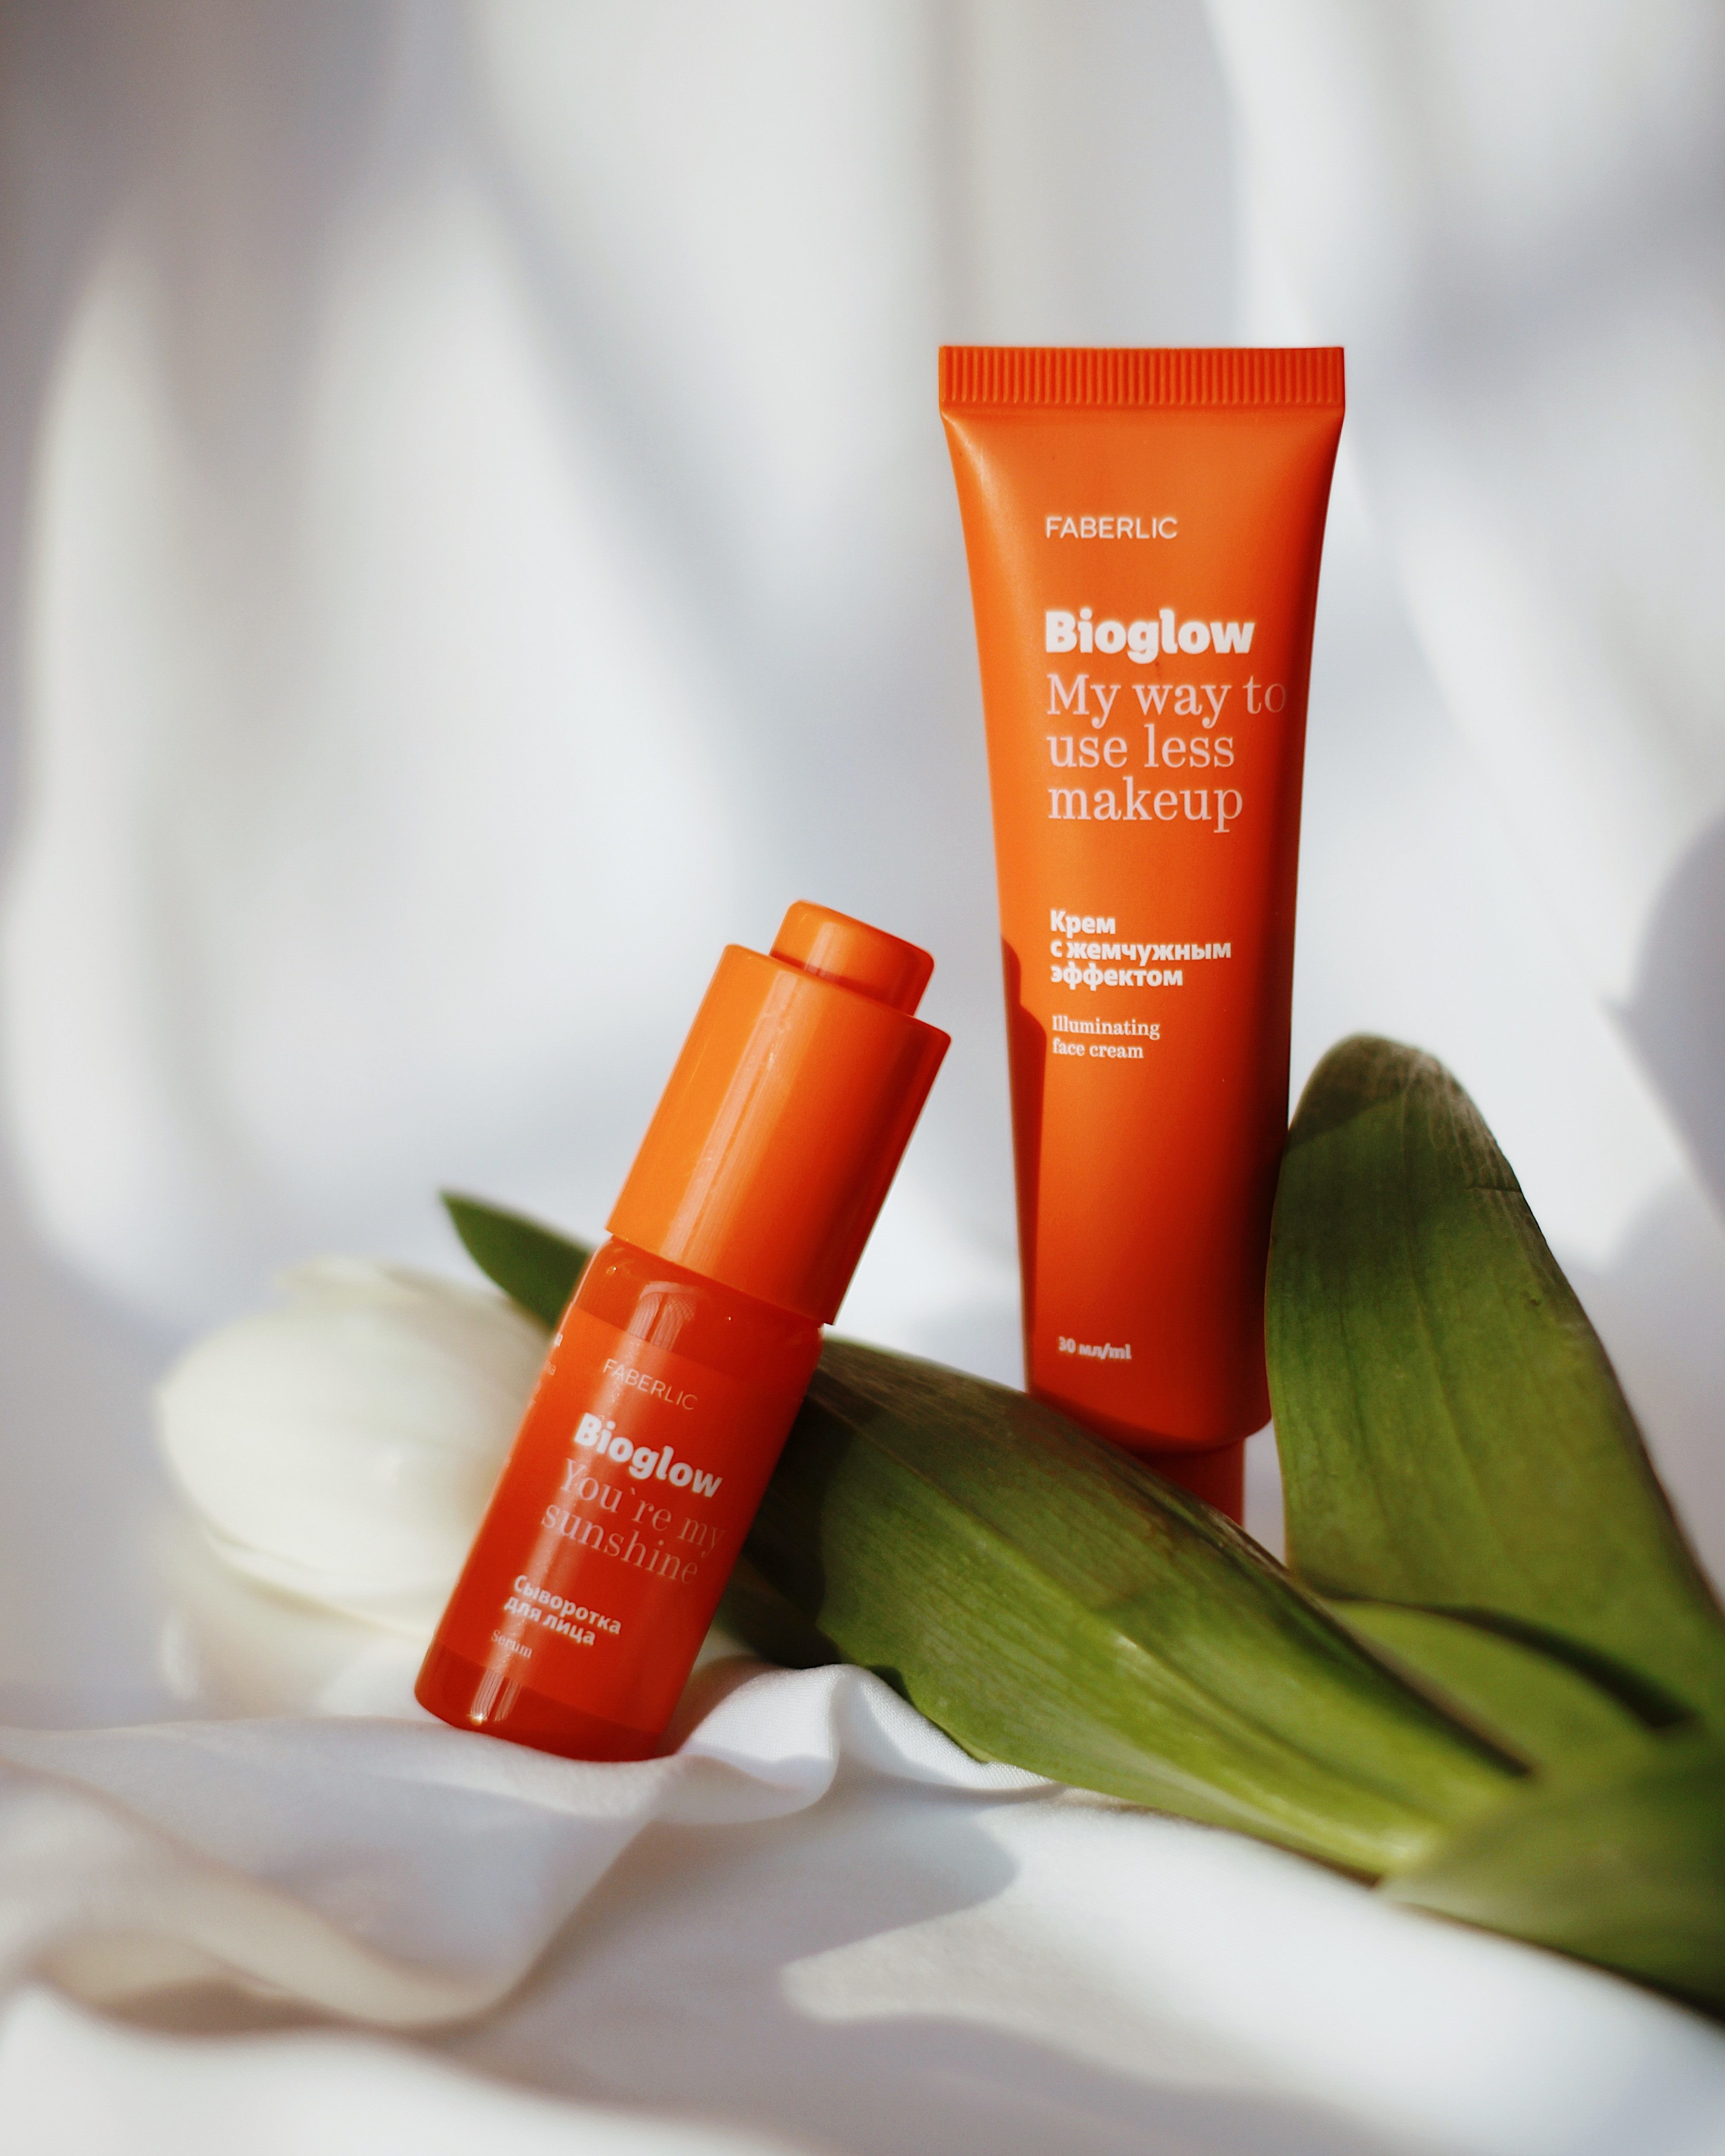 FABERLIC
Bioglow
My way to
use less
makeup
Крем
с жемчужным
эффектом
Illuminating
face cream
30 мл/ml
FABERLIC
Bioglow
You`re my
sunshine
Сыворотка
для лица
Serum